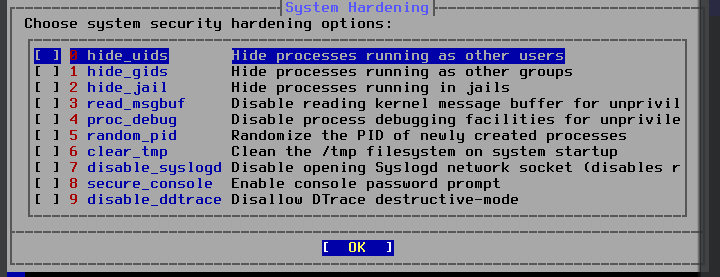 System Hardening
Choose system security hardening options:
[ ] 0 hide_uids Hide processes running as other users
[ ] 1 hide_gids Hide processes running as other groups
[ ] 2 hide_jail Hide processes running in jails
[ ] 3 read_msgbuf Disable reading kernel message buffer for unprivil
[ ] 4 proc_debug Disable process debugging facilities for unprivile
[ ] 5 random_pid Randomize the PID of newly created processes
[ ] 6 clear_tmp Clean the /tmp filesystem on system startup
[ ] 7 disable_syslogd Disable opening Syslogd network socket (disables r
[ ] 8 secure_console Enable console password prompt
[ ] 9 disable_ddtrace Disallow DTrace destructive-mode
[ OK ]